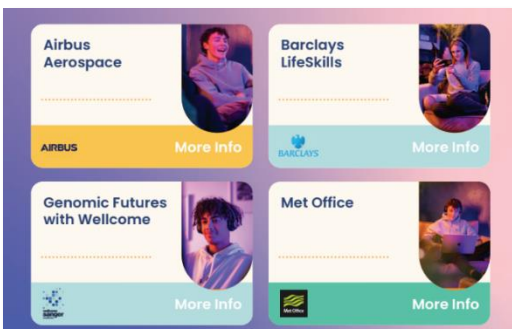 Airbus
Aerospace
AIRBUS
More Info
Barclays
LifeSkills
BARCLAYS
More Info
Genomic Futures
with Wellcome
sanger
More Info
Met Office
Met Office
More Info